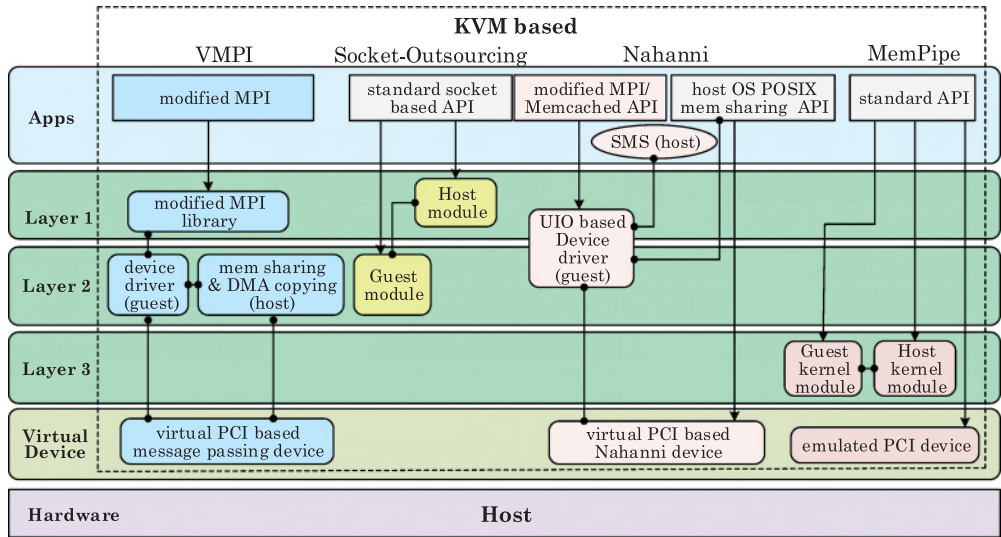 KVM based
VMPI
Socket-Outsourcing
Nahanni
MemPipe
Apps
modified MPI
standard socket
based API
modified MPI/
Memcached API
host OS POSIX
mem sharing API
standard API
SMS (host)
Layer 1
modified MPI
library
Host
module
UIO based
Device
driver
(guest)
Layer 2
device
driver
(guest)
mem sharing
& DMA copying
(host)
Guest
module
Layer 3
Guest
kernel
module
Host
kernel
module
Virtual
Device
virtual PCI based
message passing device
virtual PCI based
Nahanni device
emulated PCI device
Hardware
Host